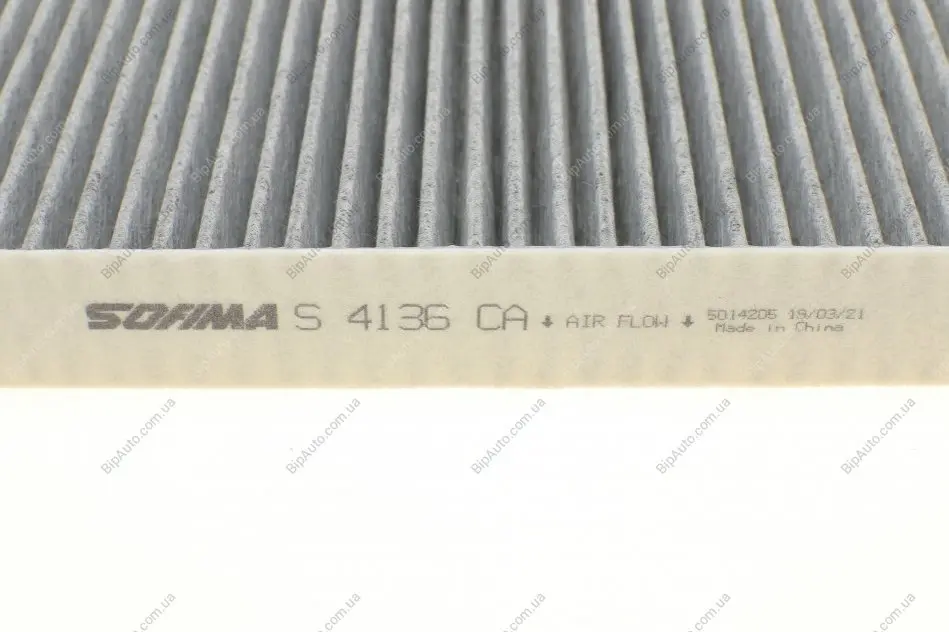 SOFIMA S 4136 CA ↓ AIR FLOW ↓ 5014205 19/03/21
Made in China
BipAuto.com.ua